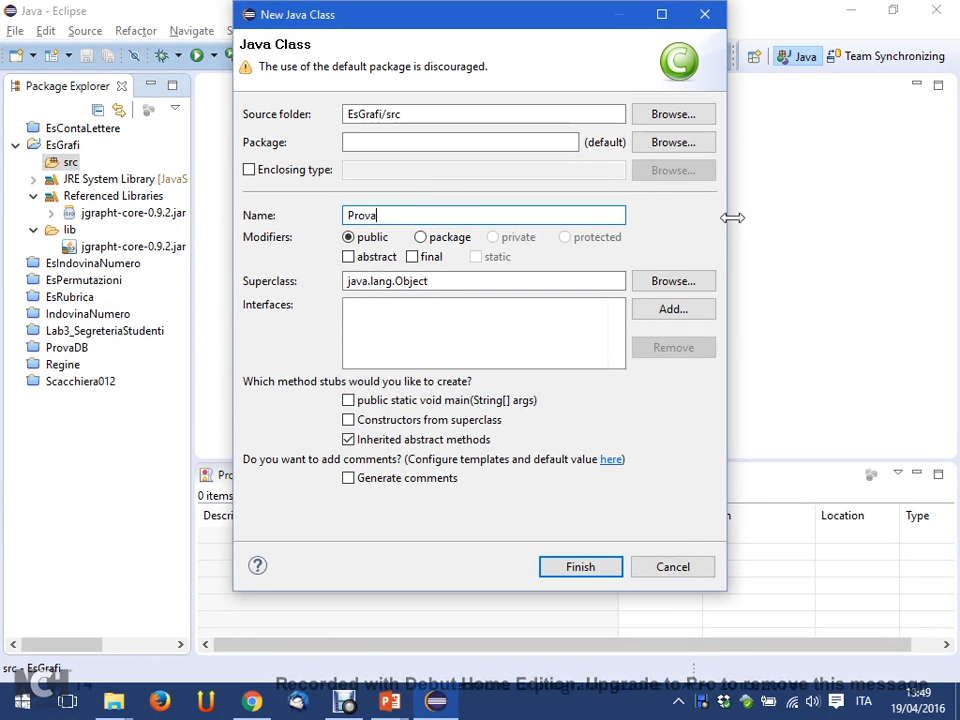 Java - Eclipse
New Java Class
File Edit Source Refactor Navigate
Java Class
The use of the default package is discouraged.
Java Team Synchronizing
Package Explorer
Source folder: EsGrafi/src Browse...
Package: (default) Browse...
Enclosing type: Browse...
Name: Prova
Modifiers: public package private protected
abstract final static
Superclass: java.lang.Object Browse...
Interfaces: Add...
Remove
Which method stubs would you like to create?
public static void main(String[] args)
Constructors from superclass
Inherited abstract methods
Do you want to add comments? (Configure templates and default value here)
Generate comments
Finish Cancel
EsContaLettere
EsGrafi
src
JRE System Library [JavaS
Referenced Libraries
jgrapht-core-0.9.2.jar
lib
jgrapht-core-0.9.2.jar
EsIndovinaNumero
EsPermutazioni
EsRubrica
IndovinaNumero
Lab3_SegreteriaStudenti
ProvaDB
Regine
Scacchiera012
0 items
Location Type
src - EsGrafi
NCH
Recorded with Debut Home Edition. Upgrade to Pro to remove this message
ITA
13:49
19/04/2016